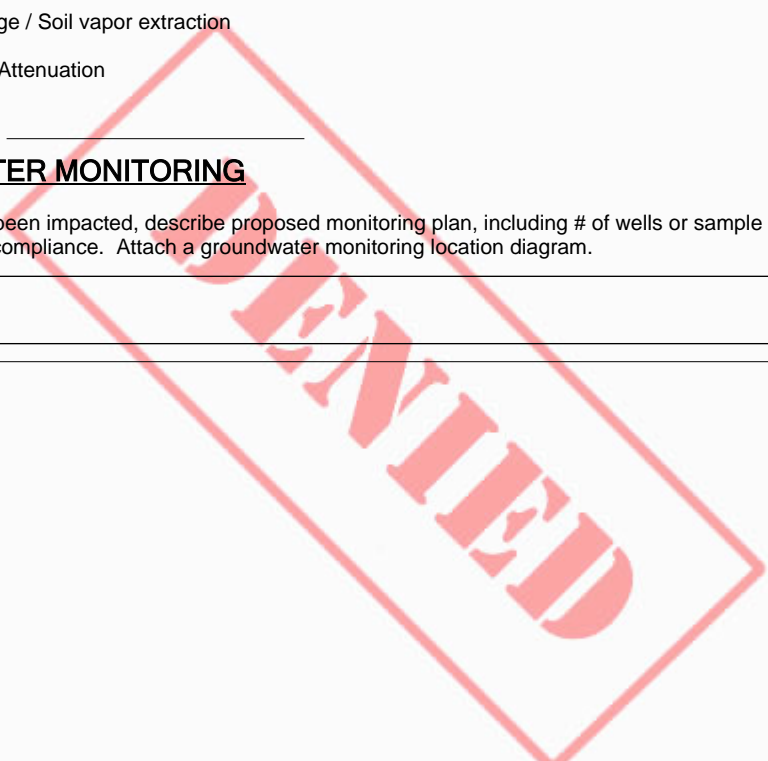 ge / Soil vapor extraction
Attenuation
TER MONITORING
been impacted, describe proposed monitoring plan, including # of wells or sample
compliance.  Attach a groundwater monitoring location diagram.
DENIED